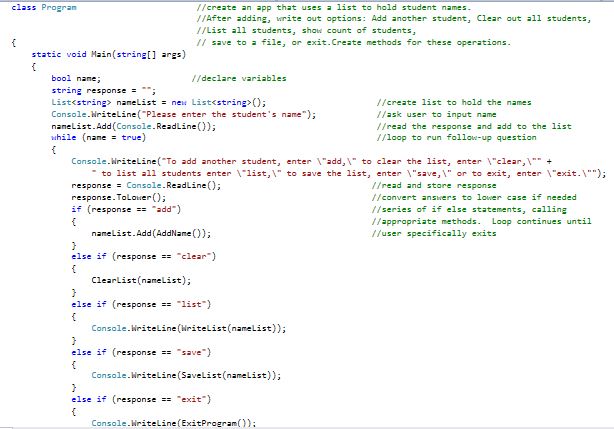 class Program //create an app that uses a list to hold student names.
//After adding, write out options: Add another student, Clear out all students,
//List all students, show count of students,
{ // save to a file, or exit.Create methods for these operations.
static void Main(string[] args)
{
bool name; //declare variables
string response = "";
List<string> nameList = new List<string>(); //create list to hold the names
Console.WriteLine("Please enter the student's name"); //ask user to input name
nameList.Add(Console.ReadLine()); //read the response and add to the list
while (name = true) //loop to run follow-up question
{
Console.WriteLine("To add another student, enter \"add,\" to clear the list, enter \"clear,\"" +
" to list all students enter \"list,\" to save the list, enter \"save,\" or to exit, enter \"exit.\"");
response = Console.ReadLine(); //read and store response
response.ToLower(); //convert answers to lower case if needed
if (response == "add") //series of if else statements, calling
{ //appropriate methods. Loop continues until
nameList.Add(AddName()); //user specifically exits
}
else if (response == "clear")
{
ClearList(nameList);
}
else if (response == "list")
{
Console.WriteLine(WriteList(nameList));
}
else if (response == "save")
{
Console.WriteLine(SaveList(nameList));
}
else if (response == "exit")
{
Console.WriteLine(ExitProgram());